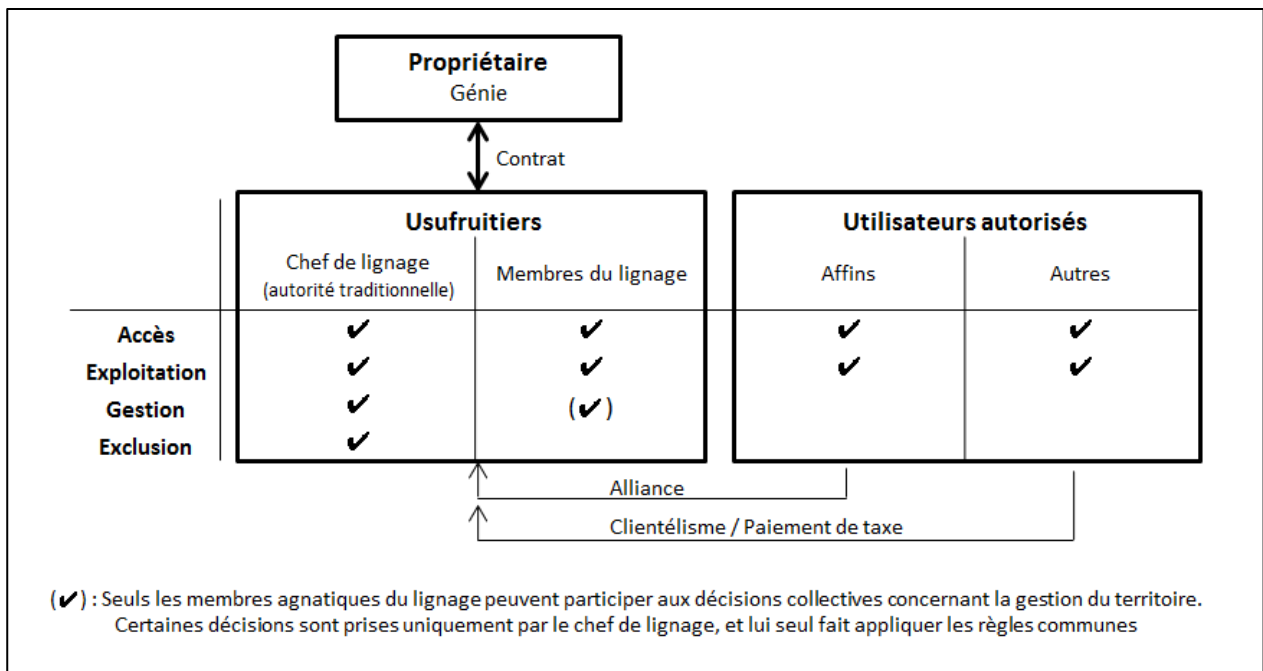 Propriétaire
Génie
Contrat
Usufruitiers
Utilisateurs autorisés
Chef de lignage
(autorité traditionnelle)
Membres du lignage
Affins
Autres
Accès ✔ ✔ ✔ ✔
Exploitation ✔ ✔ ✔ ✔
Gestion ✔ (✔)
Exclusion ✔
Alliance
Clientélisme / Paiement de taxe
(✔) : Seuls les membres agnatiques du lignage peuvent participer aux décisions collectives concernant la gestion du territoire.
Certaines décisions sont prises uniquement par le chef de lignage, et lui seul fait appliquer les règles communes